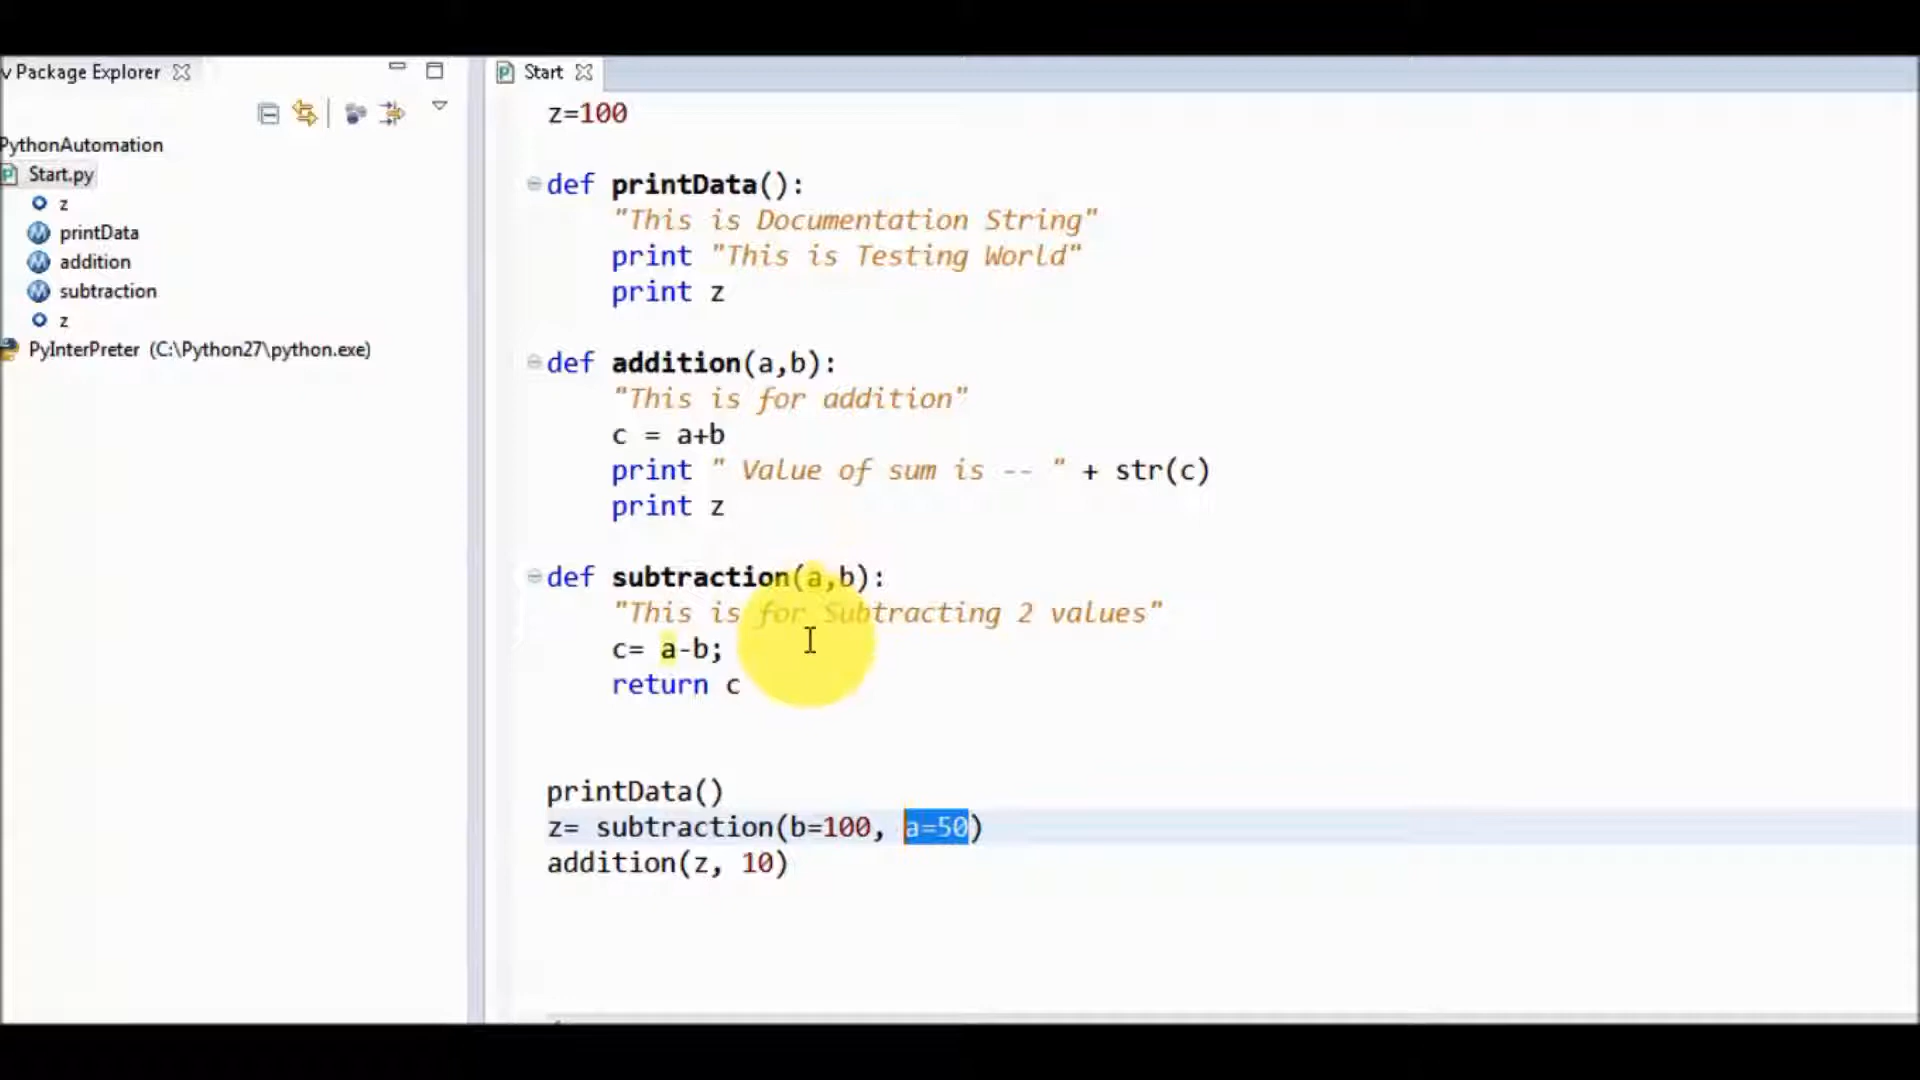 v Package Explorer
PythonAutomation
Start.py
z
printData
addition
subtraction
z
PyInterPreter (C:\Python27\python.exe)
Start
z=100
def printData():
"This is Documentation String"
print "This is Testing World"
print z
def addition(a,b):
"This is for addition"
c = a+b
print " Value of sum is -- " + str(c)
print z
def subtraction(a,b):
"This is for Subtracting 2 values"
c= a-b;
return c
printData()
z= subtraction(b=100, a=50)
addition(z, 10)